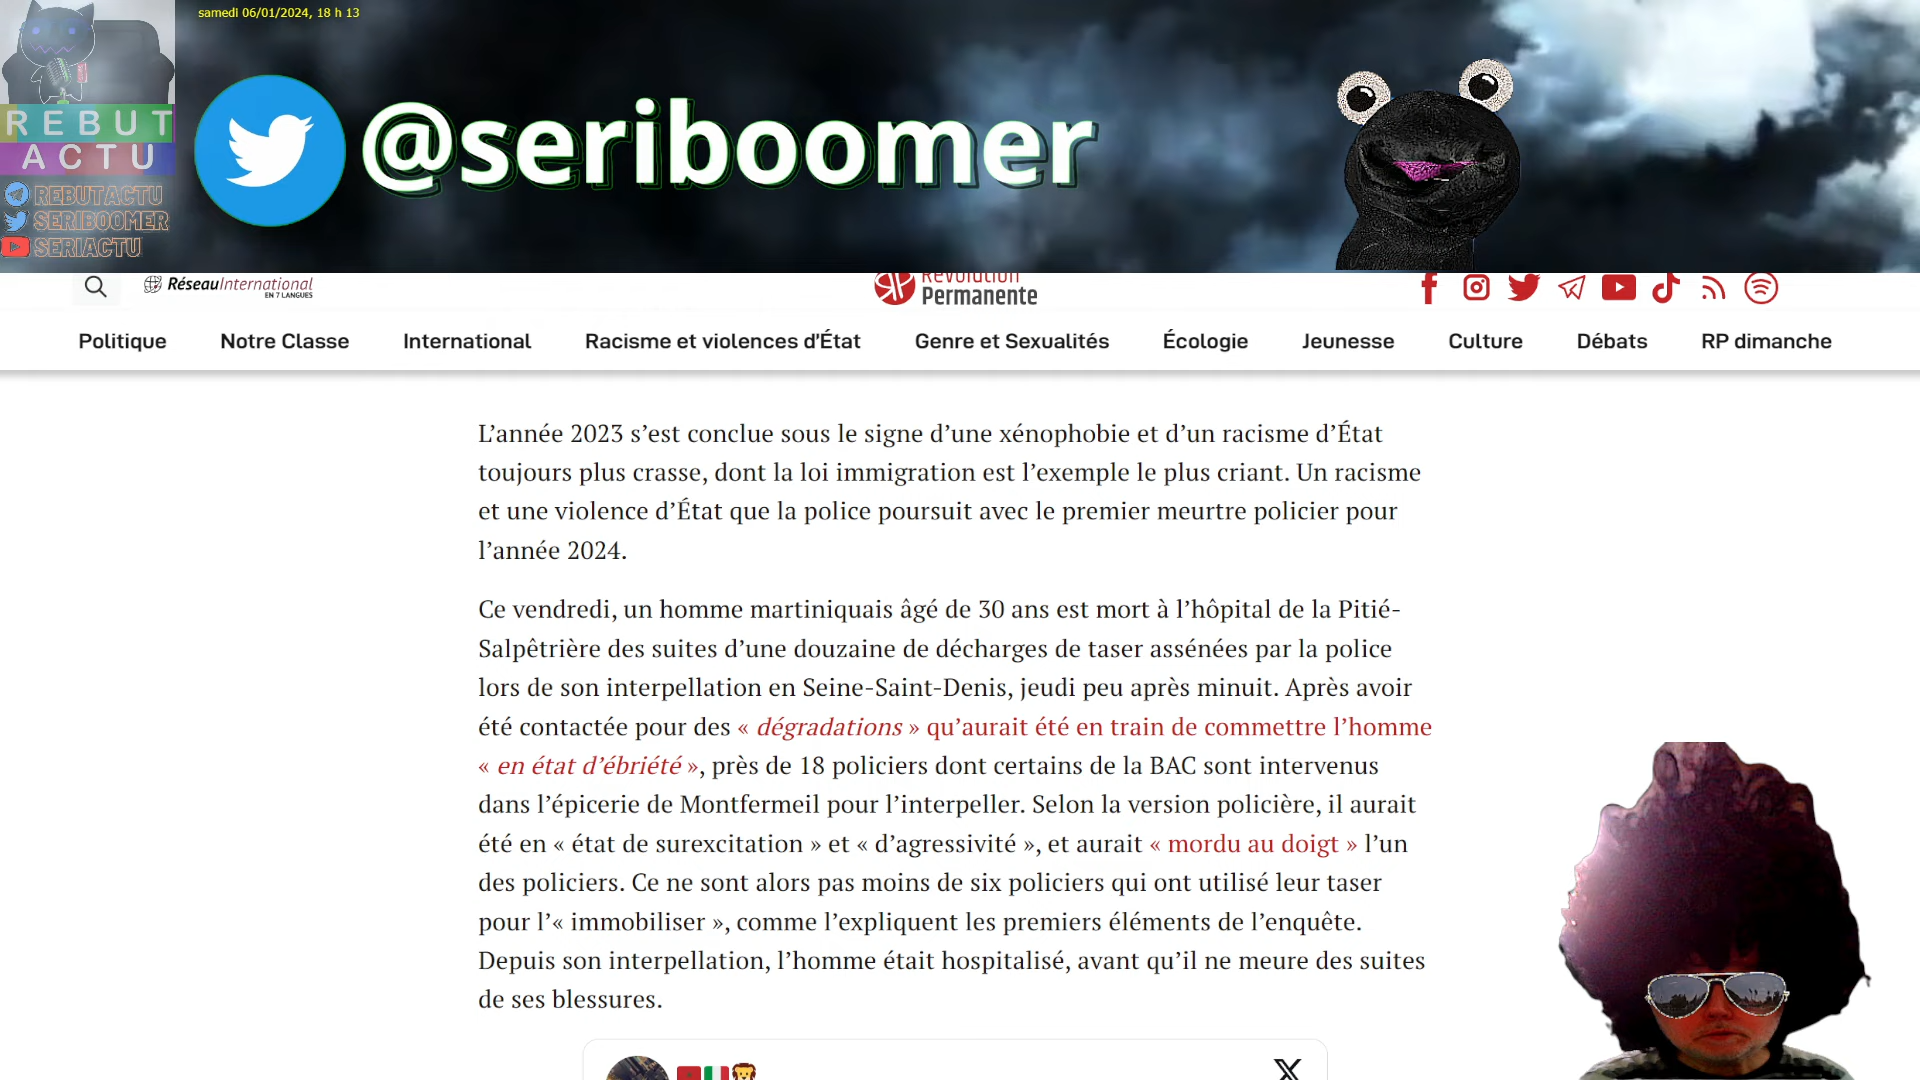 samedi 06/01/2024, 18 h 13
@seriboomer
REBUT
ACTU
REBUTACTU
SERIBOOMER
SERIACTU
RéseauInternational
EN 7 LANGUES
Révolution
Permanente
Politique Notre Classe International Racisme et violences d'État Genre et Sexualités Écologie Jeunesse Culture Débats RP dimanche
L’année 2023 s’est conclue sous le signe d’une xénophobie et d’un racisme d’État
toujours plus crasse, dont la loi immigration est l’exemple le plus criant. Un racisme
et une violence d’État que la police poursuit avec le premier meurtre policier pour
l’année 2024.
Ce vendredi, un homme martiniquais âgé de 30 ans est mort à l’hôpital de la Pitié-
Salpêtrière des suites d’une douzaine de décharges de taser assénées par la police
lors de son interpellation en Seine-Saint-Denis, jeudi peu après minuit. Après avoir
été contactée pour des « dégradations » qu’aurait été en train de commettre l’homme
« en état d’ébriété », près de 18 policiers dont certains de la BAC sont intervenus
dans l’épicerie de Montfermeil pour l’interpeller. Selon la version policière, il aurait
été en « état de surexcitation » et « d’agressivité », et aurait « mordu au doigt » l’un
des policiers. Ce ne sont alors pas moins de six policiers qui ont utilisé leur taser
pour l’« immobiliser », comme l’expliquent les premiers éléments de l’enquête.
Depuis son interpellation, l’homme était hospitalisé, avant qu’il ne meure des suites
de ses blessures.